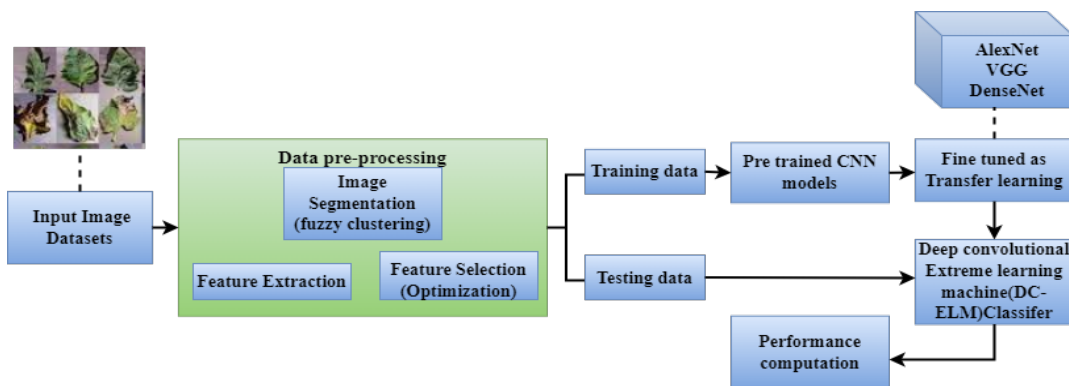 AlexNet
VGG
DenseNet
Data pre-processing
Image
Segmentation
(fuzzy clustering)
Training data
Pre trained CNN
models
Fine tuned as
Transfer learning
Input Image
Datasets
Feature Extraction
Feature Selection
(Optimization)
Testing data
Deep convolutional
Extreme learning
machine(DC-
ELM)Classifer
Performance
computation